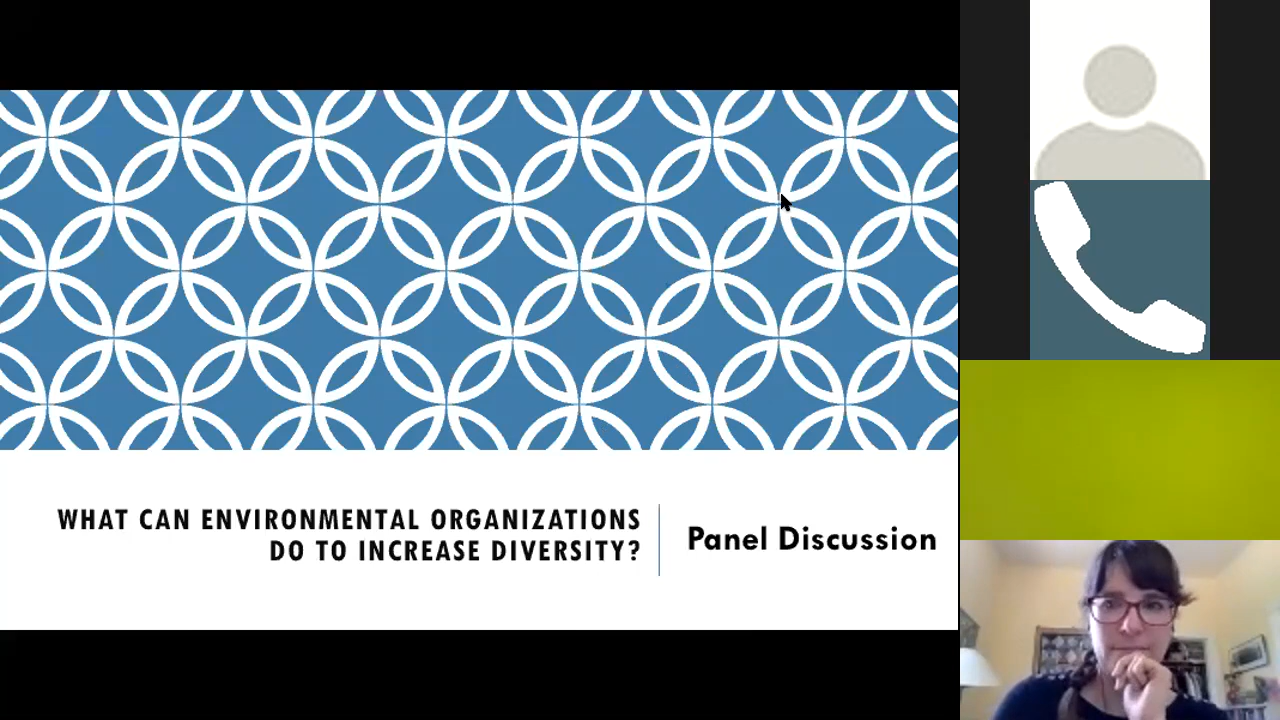 WHAT CAN ENVIRONMENTAL ORGANIZATIONS
DO TO INCREASE DIVERSITY?
Panel Discussion